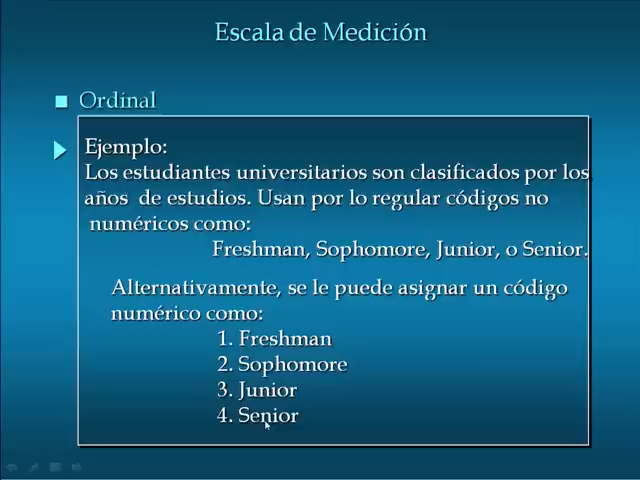 Escala de Medición
Ordinal
Ejemplo:
Los estudiantes universitarios son clasificados por los
años de estudios. Usan por lo regular códigos no
numéricos como:
Freshman, Sophomore, Junior, o Senior.
Alternativamente, se le puede asignar un código
numérico como:
1. Freshman
2. Sophomore
3. Junior
4. Senior